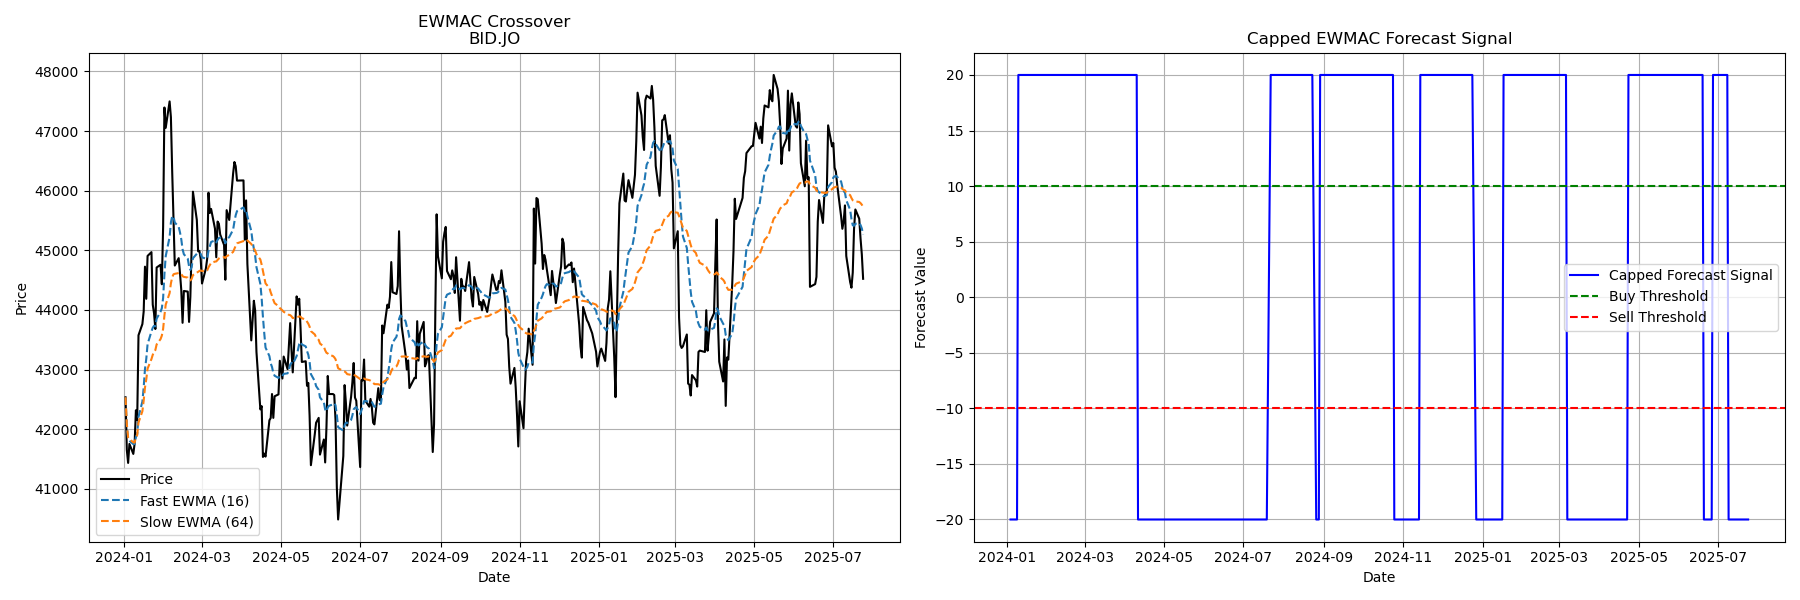 EWMAC Crossover
BID.JO
Price
48000
47000
46000
45000
44000
43000
42000
41000
Price
Fast EWMA (16)
Slow EWMA (64)
2024-01
2024-03
2024-05
2024-07
2024-09
2024-11
2025-01
2025-03
2025-05
2025-07
Date
Capped EWMAC Forecast Signal
Forecast Value
20
15
10
5
0
−5
−10
−15
−20
Capped Forecast Signal
Buy Threshold
Sell Threshold
2024-01
2024-03
2024-05
2024-07
2024-09
2024-11
2025-01
2025-03
2025-05
2025-07
Date